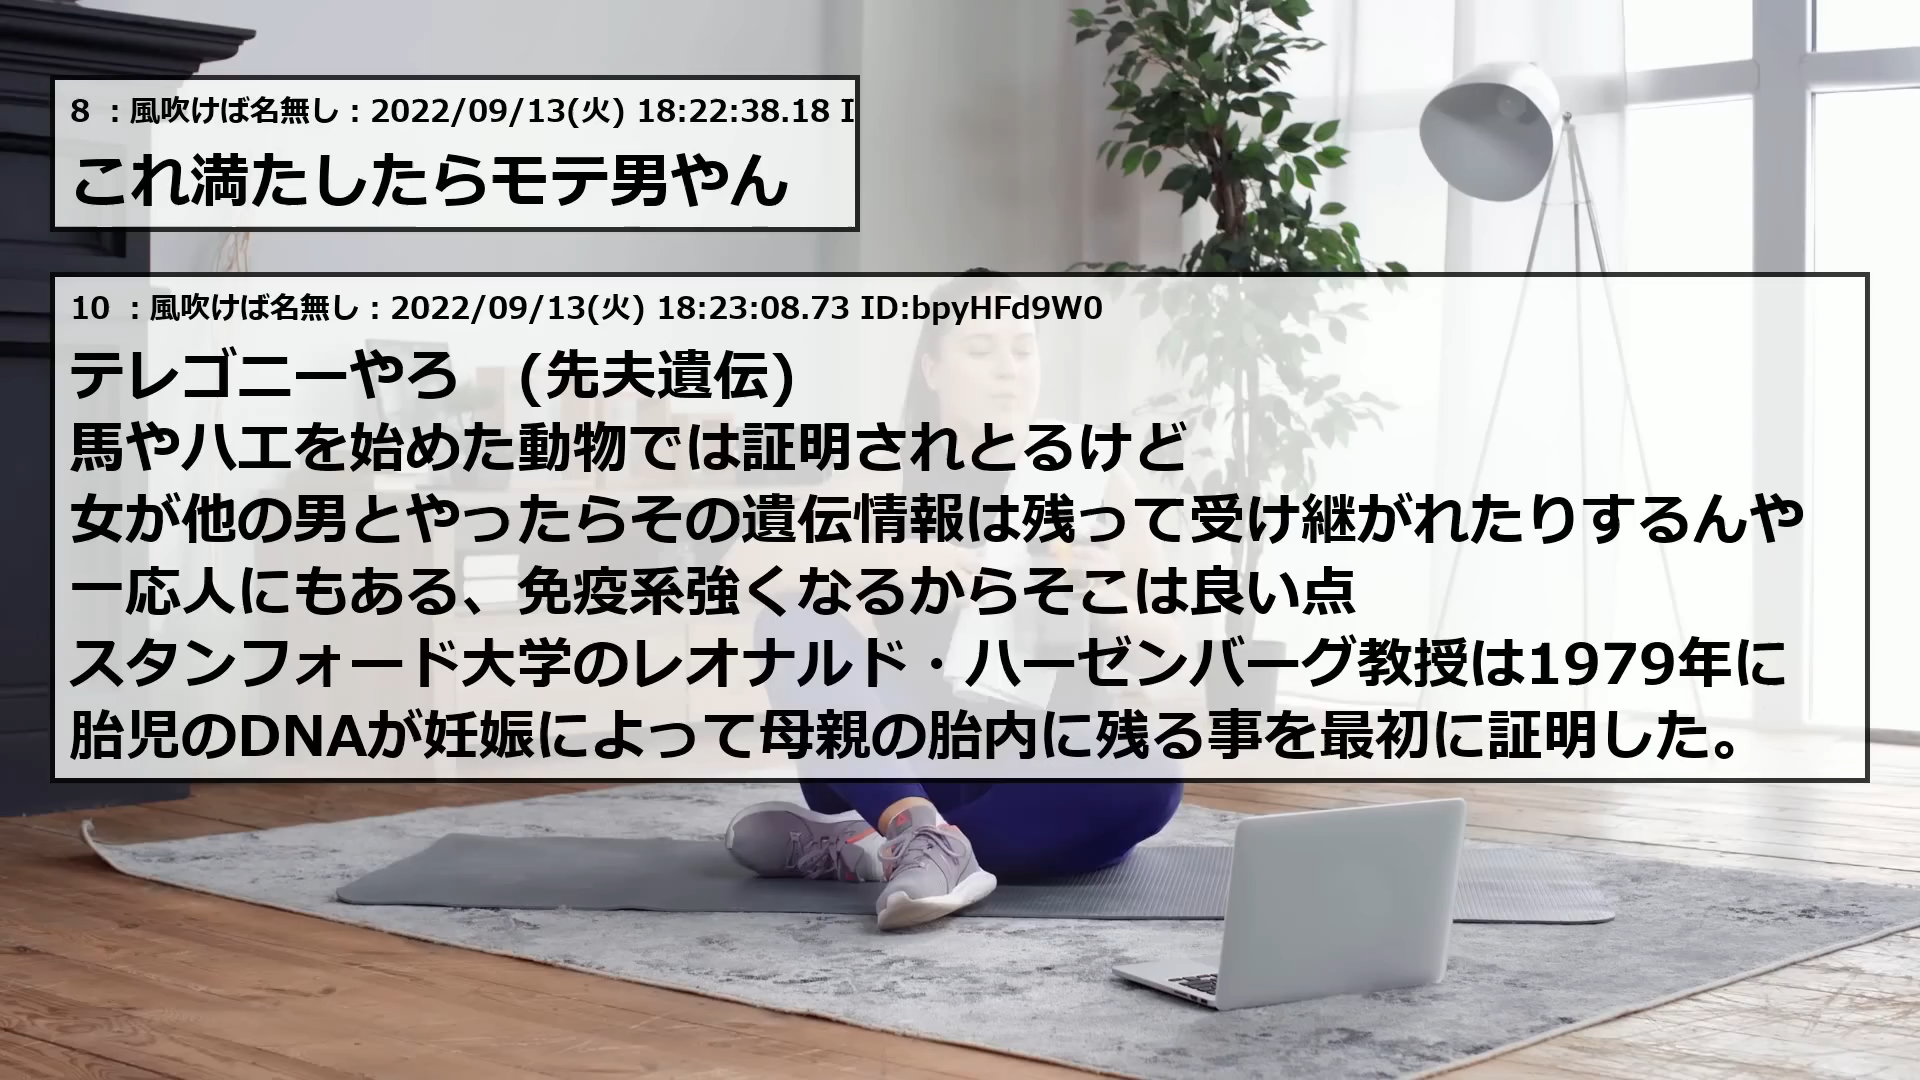 8 ：風吹けば名無し：2022/09/13(火) 18:22:38.18 I
これ満たしたらモテ男やん
10 ：風吹けば名無し：2022/09/13(火) 18:23:08.73 ID:bpyHFd9W0
テレゴニーやろ　(先夫遺伝)
馬やハエを始めた動物では証明されとるけど
女が他の男とやったらその遺伝情報は残って受け継がれたりするんや
一応人にもある、免疫系強くなるからそこは良い点
スタンフォード大学のレオナルド・ハーゼンバーグ教授は1979年に
胎児のDNAが妊娠によって母親の胎内に残る事を最初に証明した。